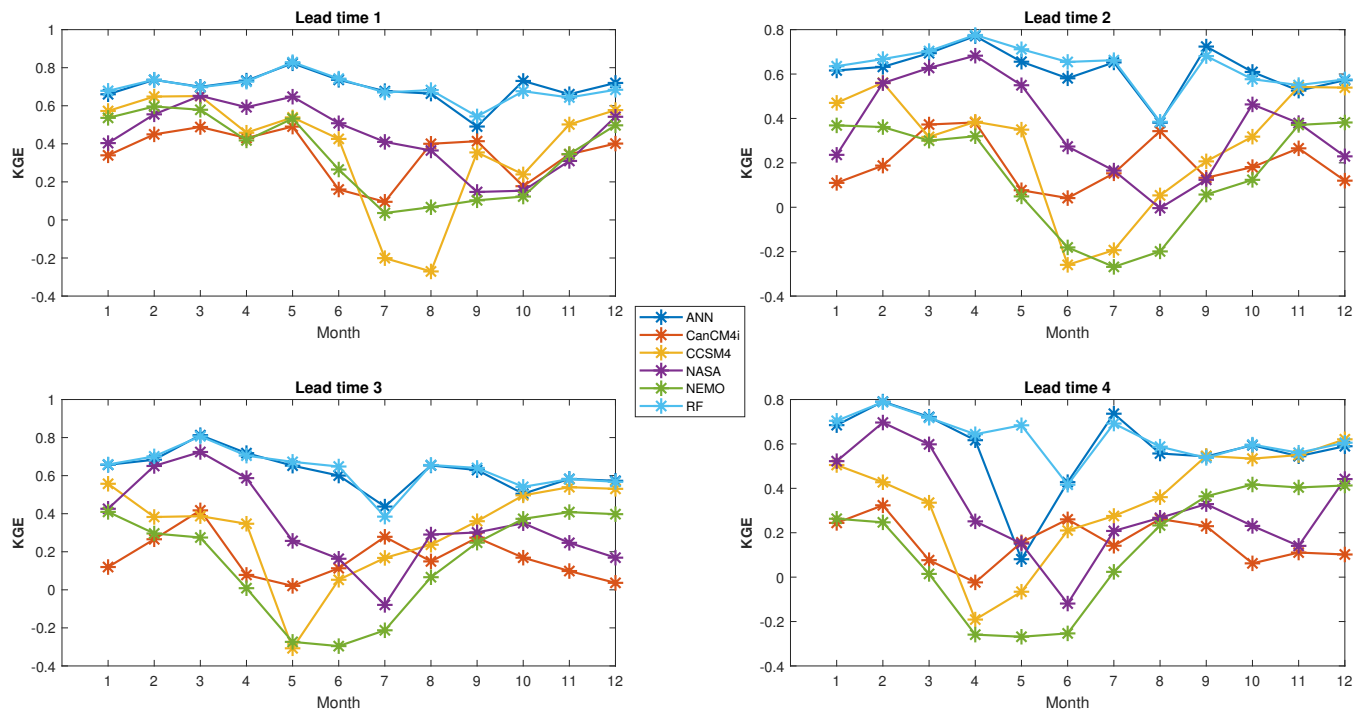 Lead time 1
1
0.8
0.6
0.4
0.2
0
-0.2
-0.4
KGE
1 2 3 4 5 6 7 8 9 10 11 12
Month
Lead time 2
0.8
0.6
0.4
0.2
0
-0.2
-0.4
KGE
1 2 3 4 5 6 7 8 9 10 11 12
Month
ANN
CanCM4i
CCSM4
NASA
NEMO
RF
Lead time 3
1
0.8
0.6
0.4
0.2
0
-0.2
-0.4
KGE
1 2 3 4 5 6 7 8 9 10 11 12
Month
Lead time 4
0.8
0.6
0.4
0.2
0
-0.2
-0.4
KGE
1 2 3 4 5 6 7 8 9 10 11 12
Month